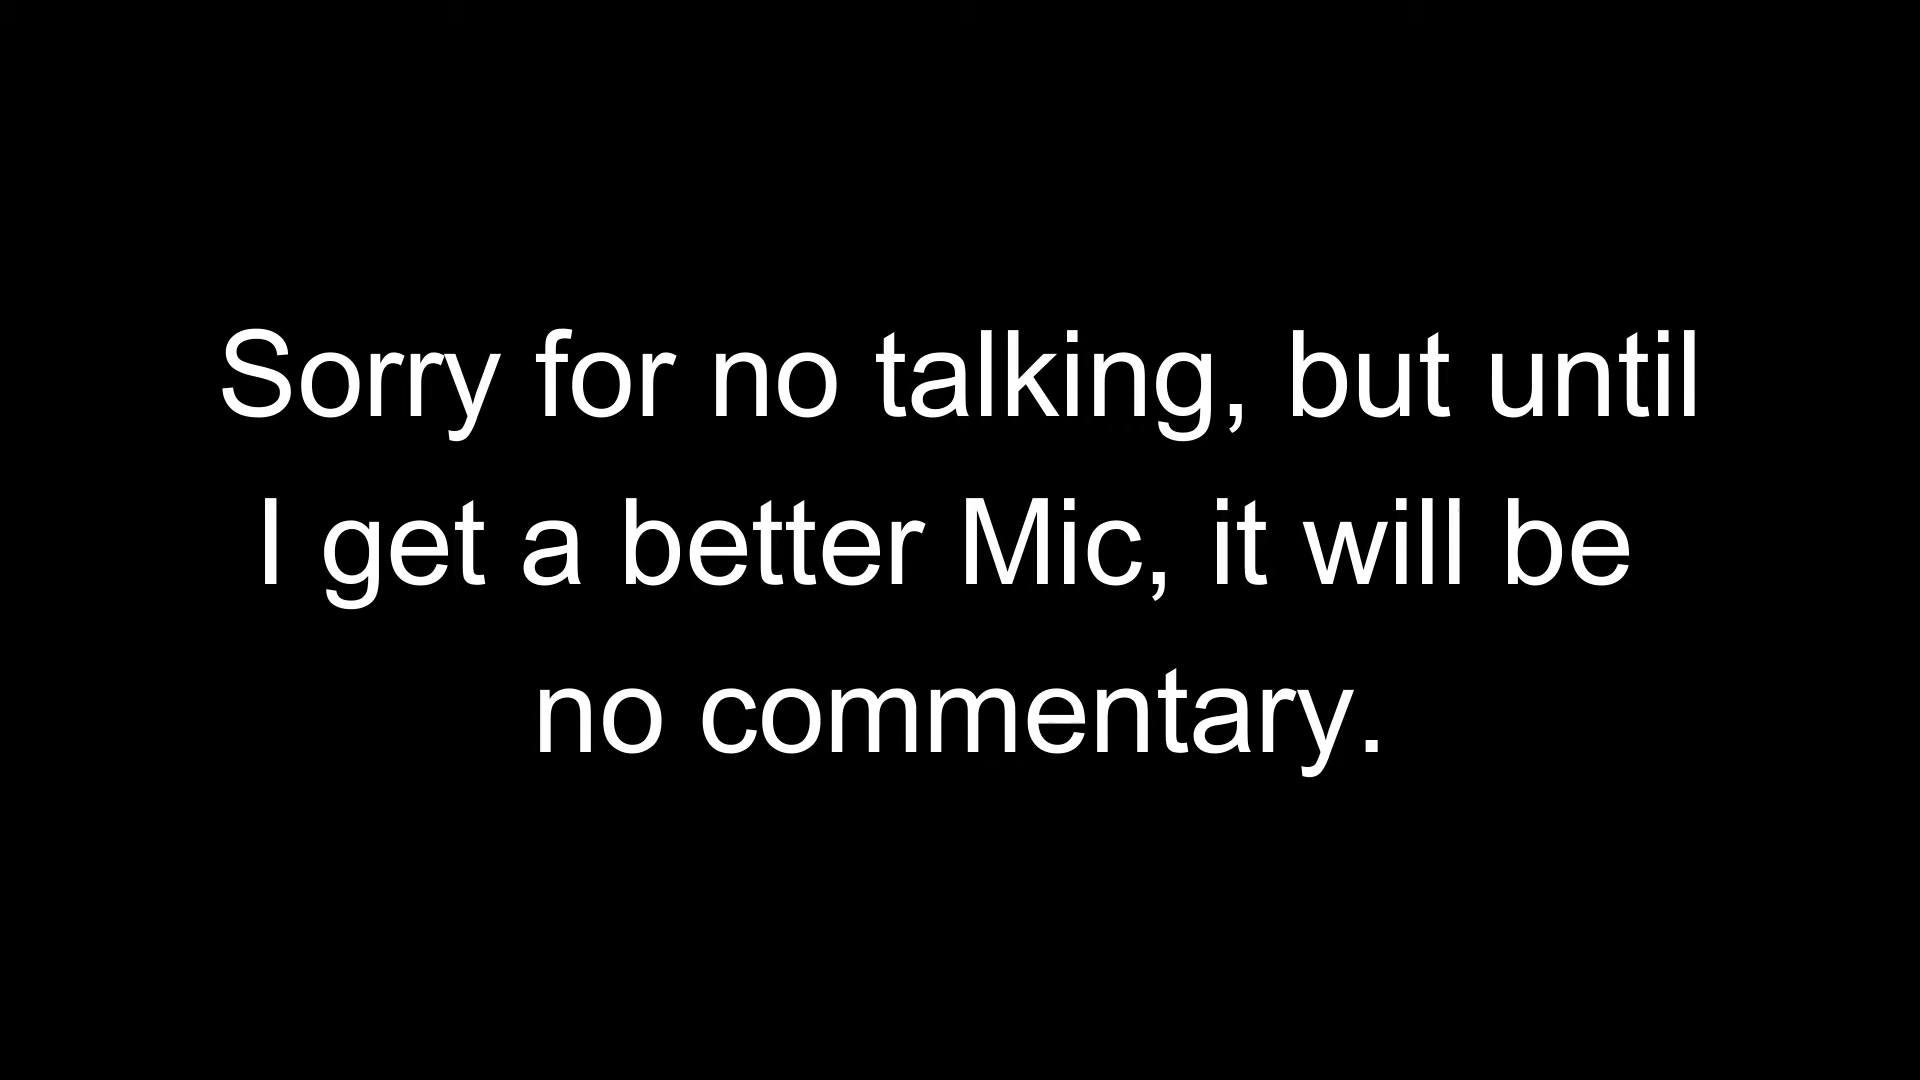 Sorry for no talking, but until
I get a better Mic, it will be
no commentary.